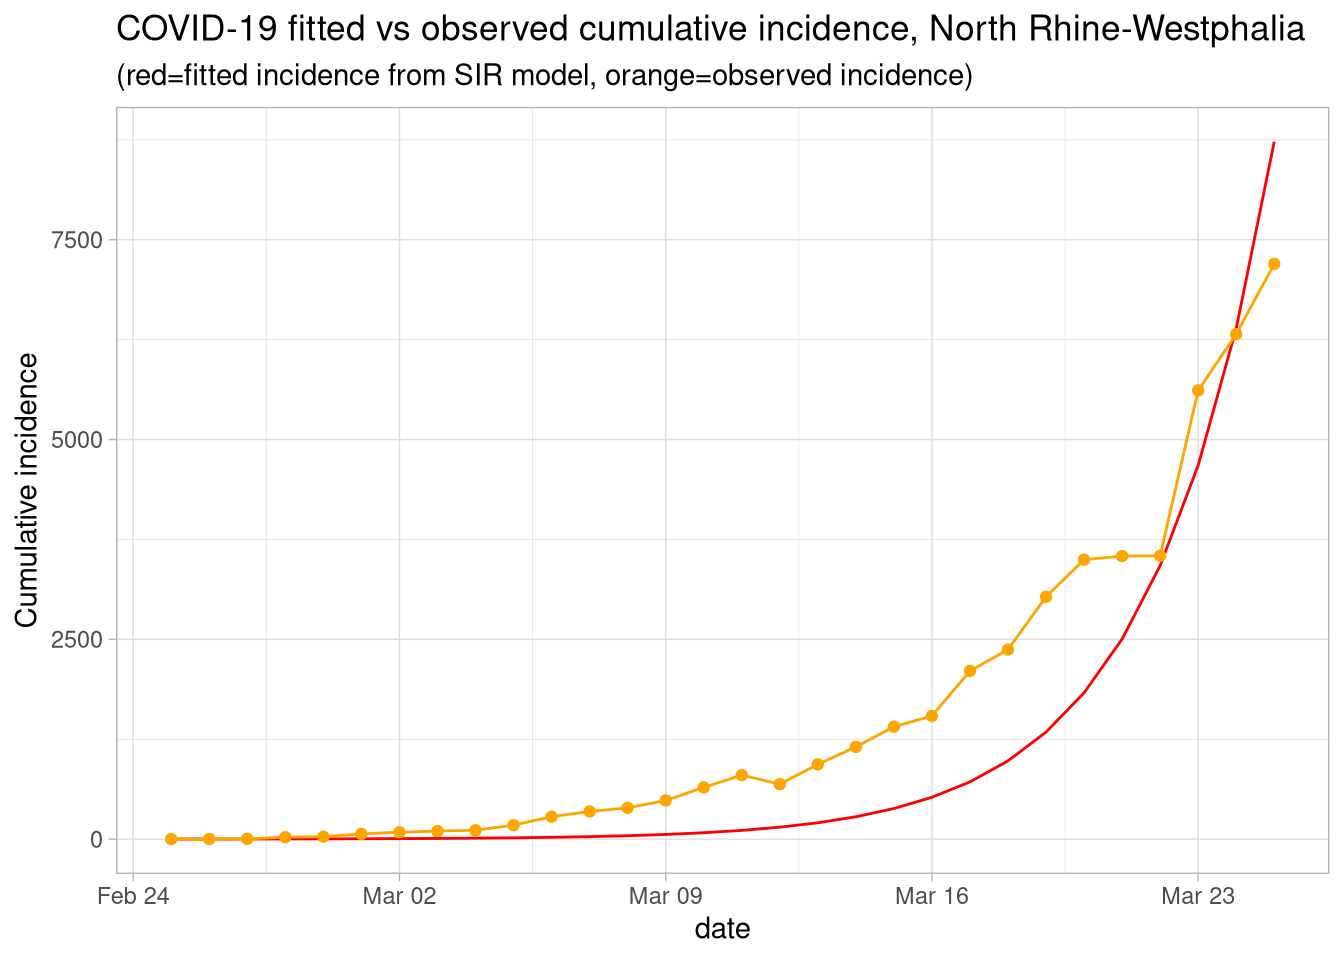 COVID-19 fitted vs observed cumulative incidence, North Rhine-Westphalia
(red=fitted incidence from SIR model, orange=observed incidence)
Cumulative incidence
7500
5000
2500
0
Feb 24 Mar 02 Mar 09 Mar 16 Mar 23
date